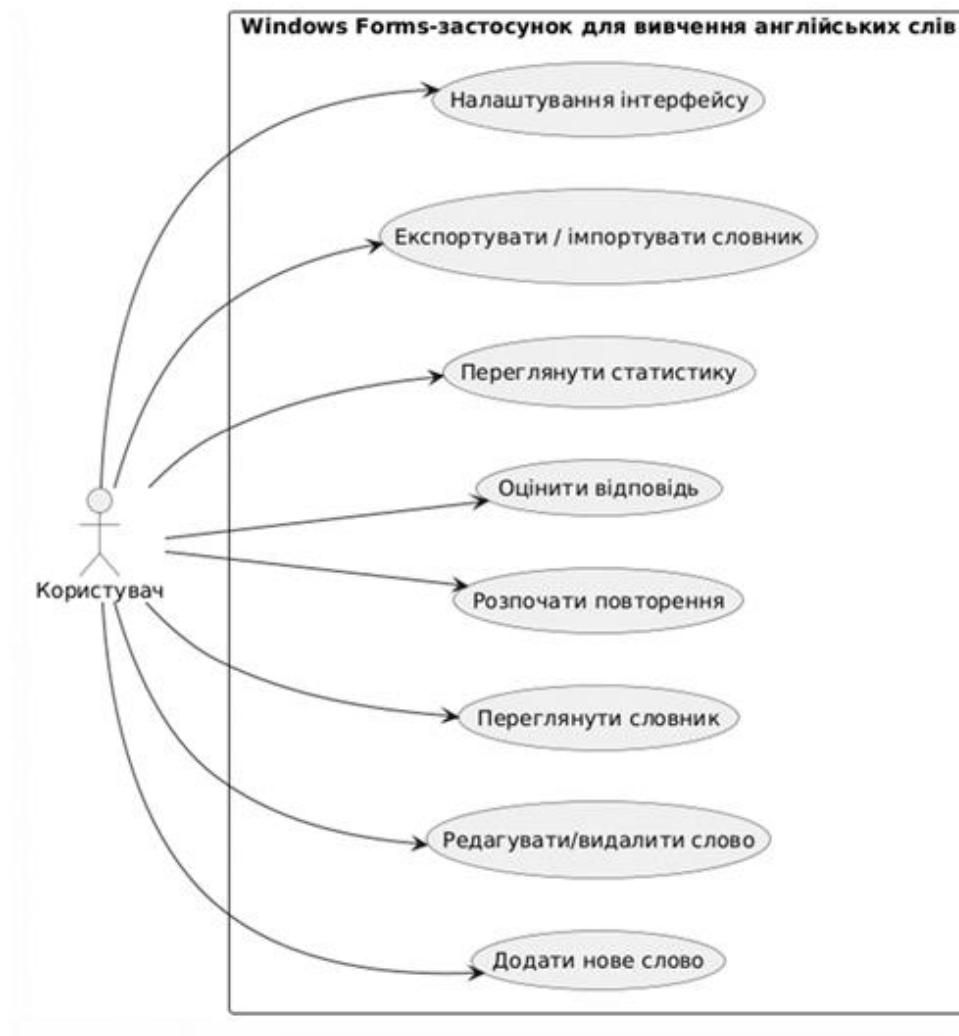 Windows Forms-застосунок для вивчення англійських слів
Налаштування інтерфейсу
Експортувати / імпортувати словник
Переглянути статистику
Оцінити відповідь
Розпочати повторення
Користувач
Переглянути словник
Редагувати/видалити слово
Додати нове слово